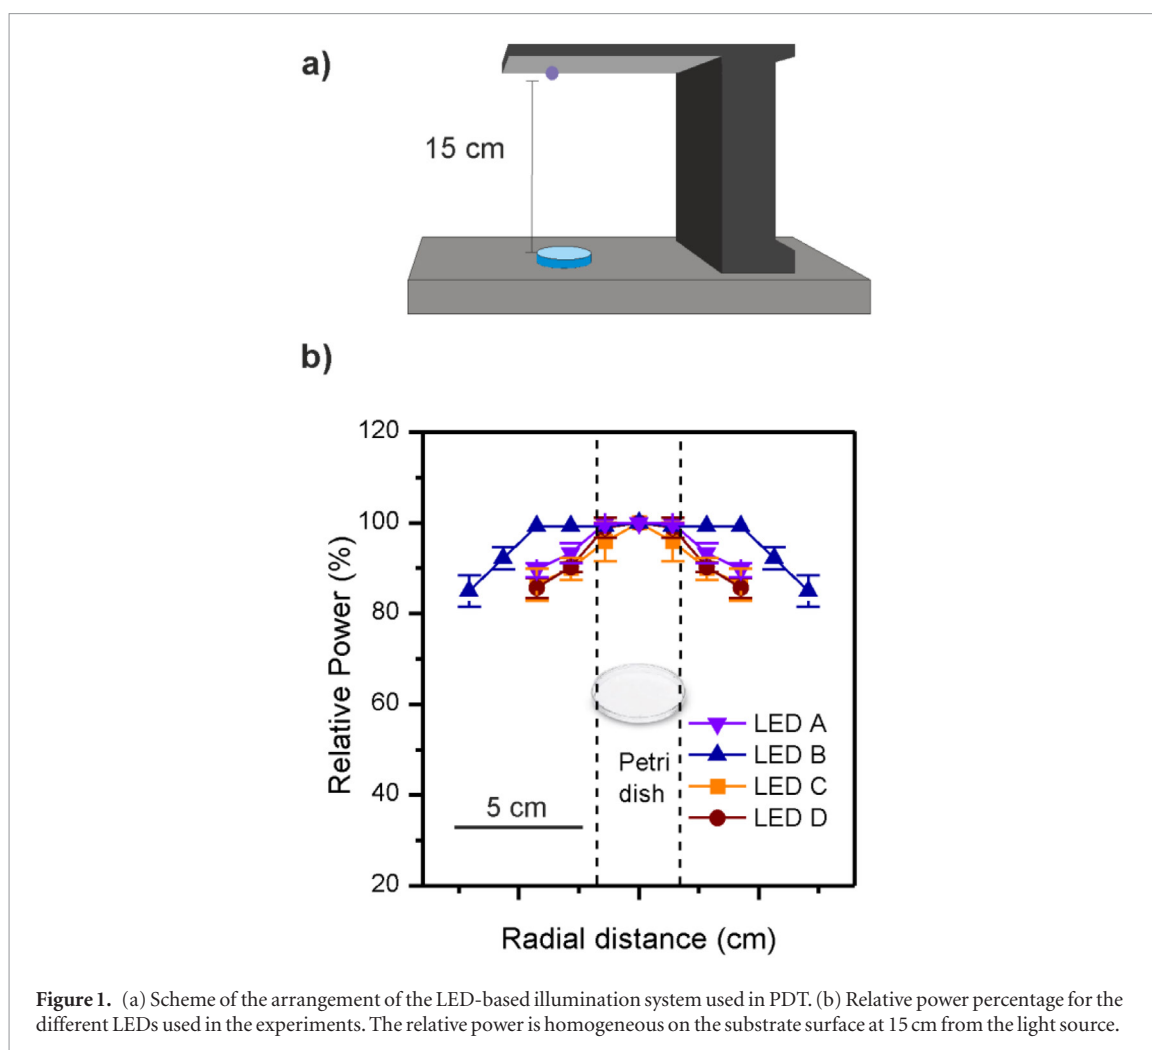 a)
15 cm
b)
120
100
80
60
40
20
Relative Power (%)
LED A
LED B
LED C
LED D
Petri
dish
5 cm
Radial distance (cm)
Figure 1. (a) Scheme of the arrangement of the LED-based illumination system used in PDT. (b) Relative power percentage for the
different LEDs used in the experiments. The relative power is homogeneous on the substrate surface at 15 cm from the light source.